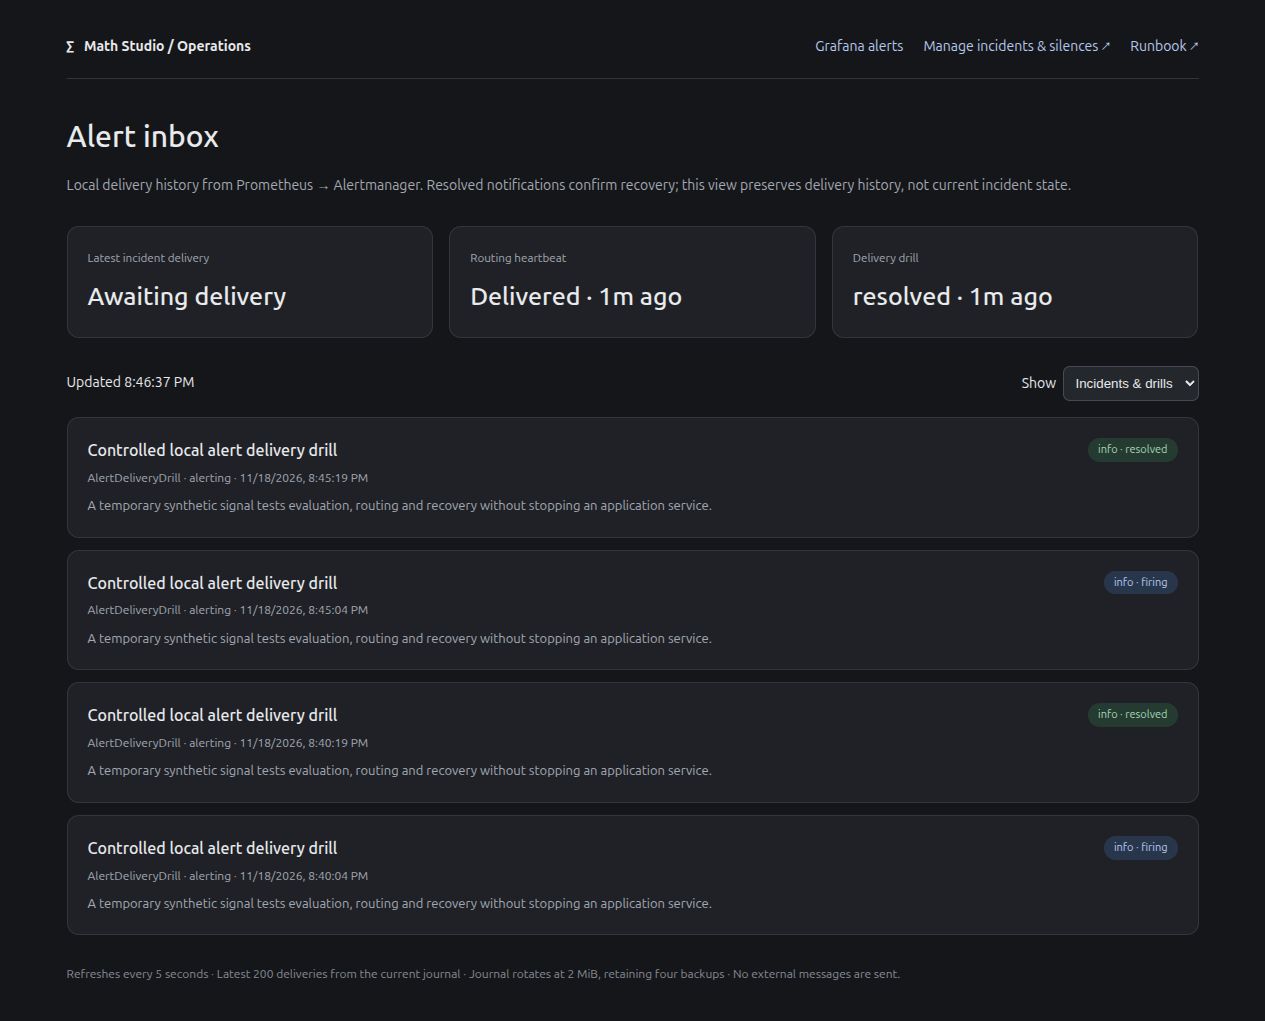 ∑ Math Studio / Operations
Grafana alerts Manage incidents & silences ↗ Runbook ↗
Alert inbox
Local delivery history from Prometheus → Alertmanager. Resolved notifications confirm recovery; this view preserves delivery history, not current incident state.
Latest incident delivery
Awaiting delivery
Routing heartbeat
Delivered · 1m ago
Delivery drill
resolved · 1m ago
Updated 8:46:37 PM
Show Incidents & drills
Controlled local alert delivery drill
info · resolved
AlertDeliveryDrill · alerting · 11/18/2026, 8:45:19 PM
A temporary synthetic signal tests evaluation, routing and recovery without stopping an application service.
Controlled local alert delivery drill
info · firing
AlertDeliveryDrill · alerting · 11/18/2026, 8:45:04 PM
A temporary synthetic signal tests evaluation, routing and recovery without stopping an application service.
Controlled local alert delivery drill
info · resolved
AlertDeliveryDrill · alerting · 11/18/2026, 8:40:19 PM
A temporary synthetic signal tests evaluation, routing and recovery without stopping an application service.
Controlled local alert delivery drill
info · firing
AlertDeliveryDrill · alerting · 11/18/2026, 8:40:04 PM
A temporary synthetic signal tests evaluation, routing and recovery without stopping an application service.
Refreshes every 5 seconds · Latest 200 deliveries from the current journal · Journal rotates at 2 MiB, retaining four backups · No external messages are sent.